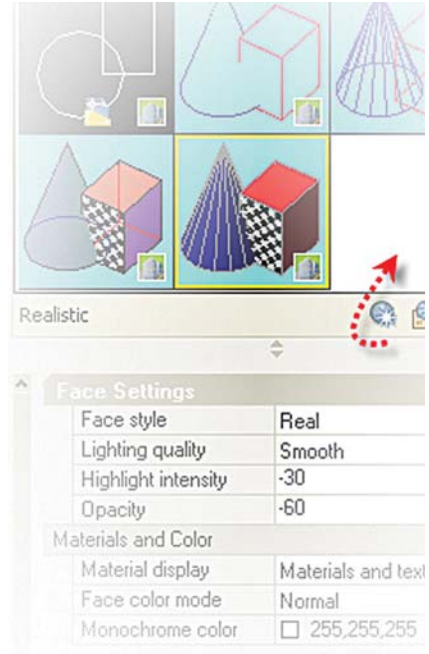 Realistic
Face Settings
Face style Real
Lighting quality Smooth
Highlight intensity -30
Opacity -60
Materials and Color
Material display Materials and text
Face color mode Normal
Monochrome color 255,255,255